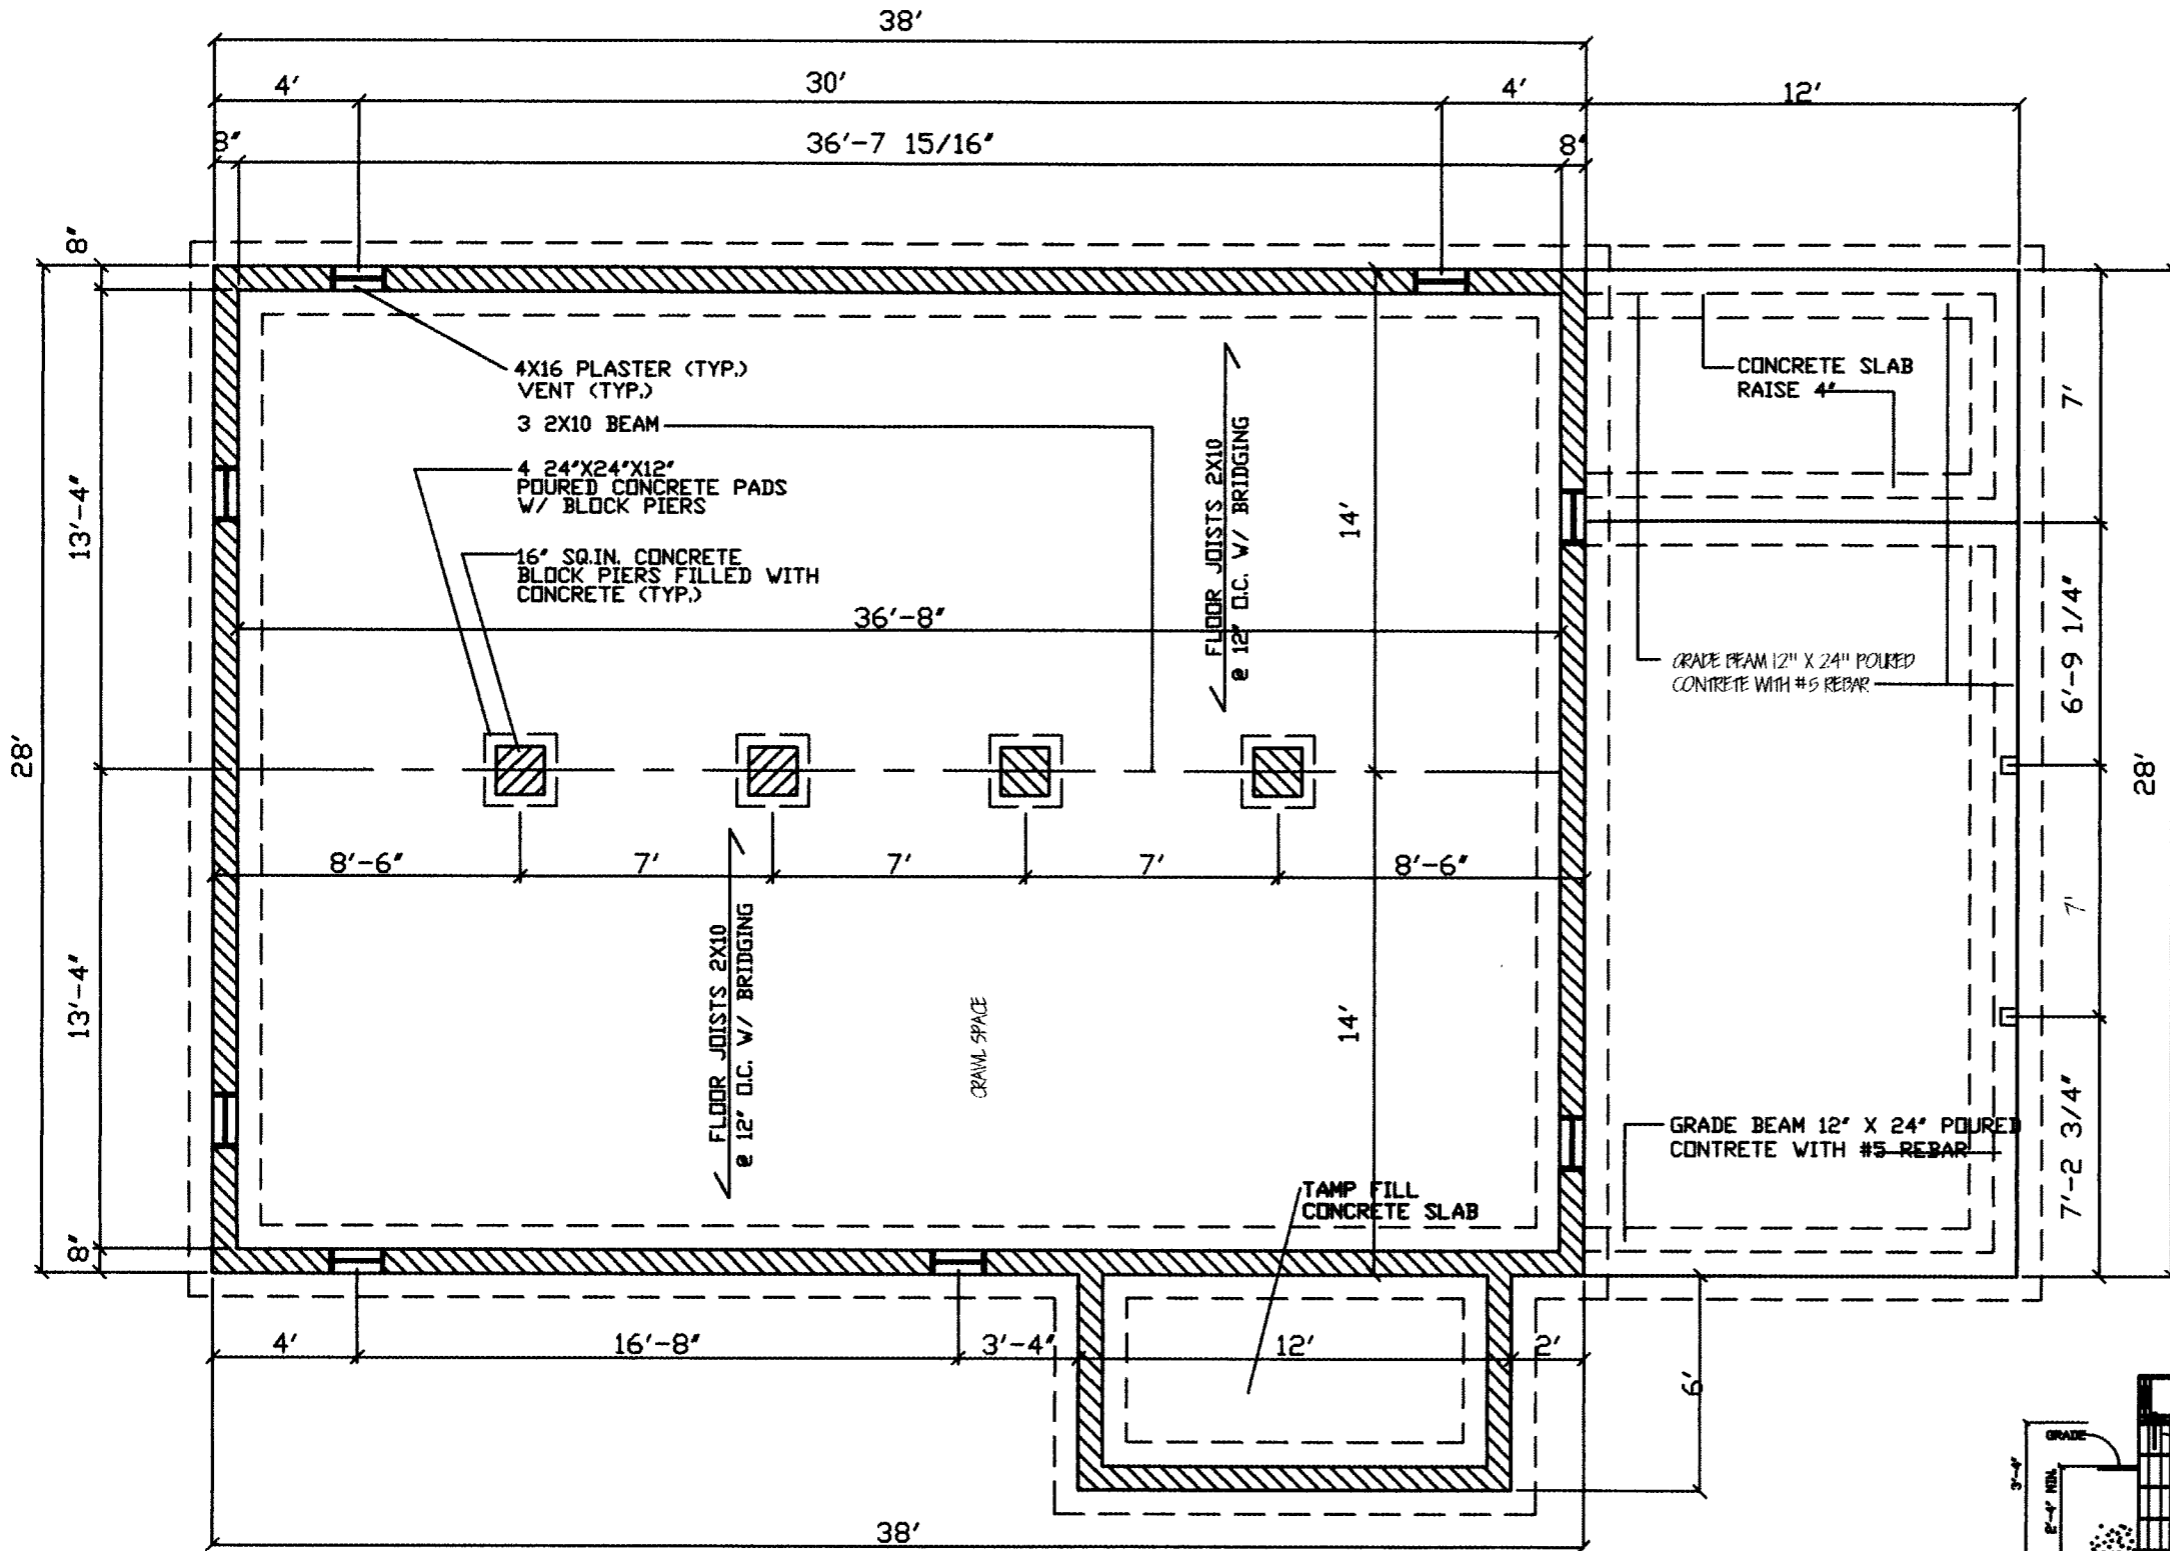 38'
4'
30'
4'
12'
8"
36'-7 15/16"
8"
8"
4X16 PLASTER (TYP.)
VENT (TYP.)
3 2X10 BEAM
4 24"X24"X12"
POURED CONCRETE PADS
W/ BLOCK PIERS
16" SQ.IN. CONCRETE
BLOCK PIERS FILLED WITH
CONCRETE (TYP.)
36'-8"
FLOOR JOISTS 2X10
@ 12" O.C. W/ BRIDGING
14'
CONCRETE SLAB
RAISE 4"
7'
13'-4"
6'-9 1/4"
GRADE BEAM 12" X 24" POURED
CONTRETE WITH #5 REBAR
28'
28'
8'-6"
7'
7'
7'
8'-6"
7'
FLOOR JOISTS 2X10
@ 12" O.C. W/ BRIDGING
CRAWL SPACE
14'
13'-4"
GRADE BEAM 12" X 24" POURED
CONTRETE WITH #5 REBAR
7'-2 3/4"
TAMP FILL
CONCRETE SLAB
8"
4'
16'-8"
3'-4"
12'
2'
6'
38'
GRADE
3'-4"
2'-4" MIN.